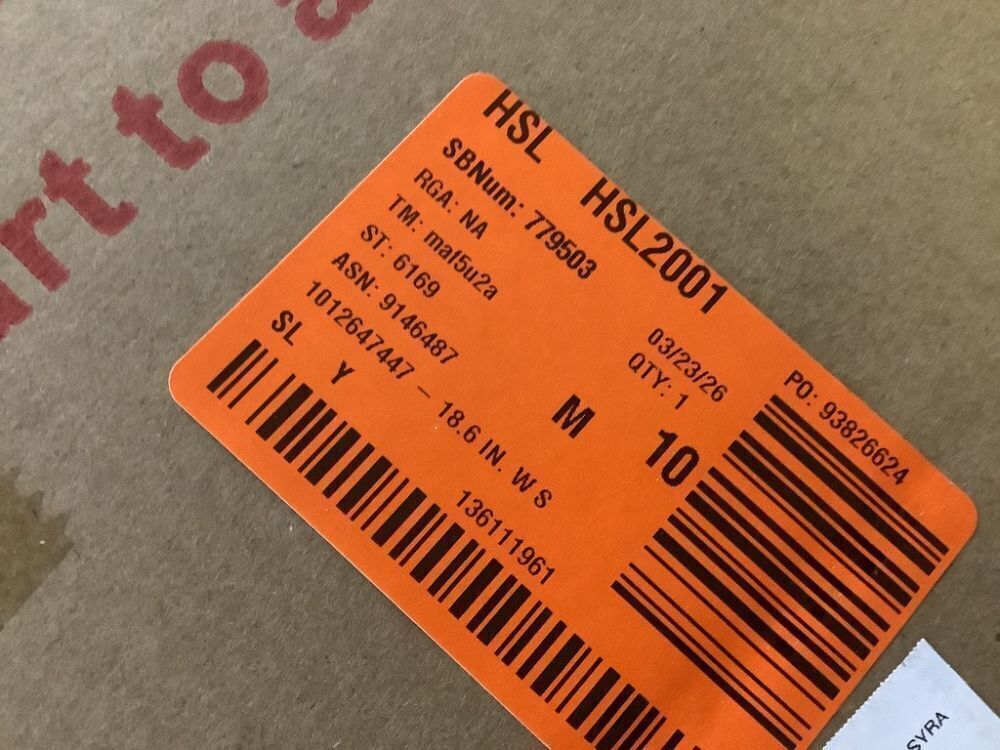 art to a
HSL HSL2001
SBNum: 779503
RGA: NA
TM: maf5u2a
ST: 6169
ASN: 9146487
1012647447 – 18.6 IN. W S
SL Y
136111961
03/23/26
QTY: 1
M 10
PO: 93826624
SYRA